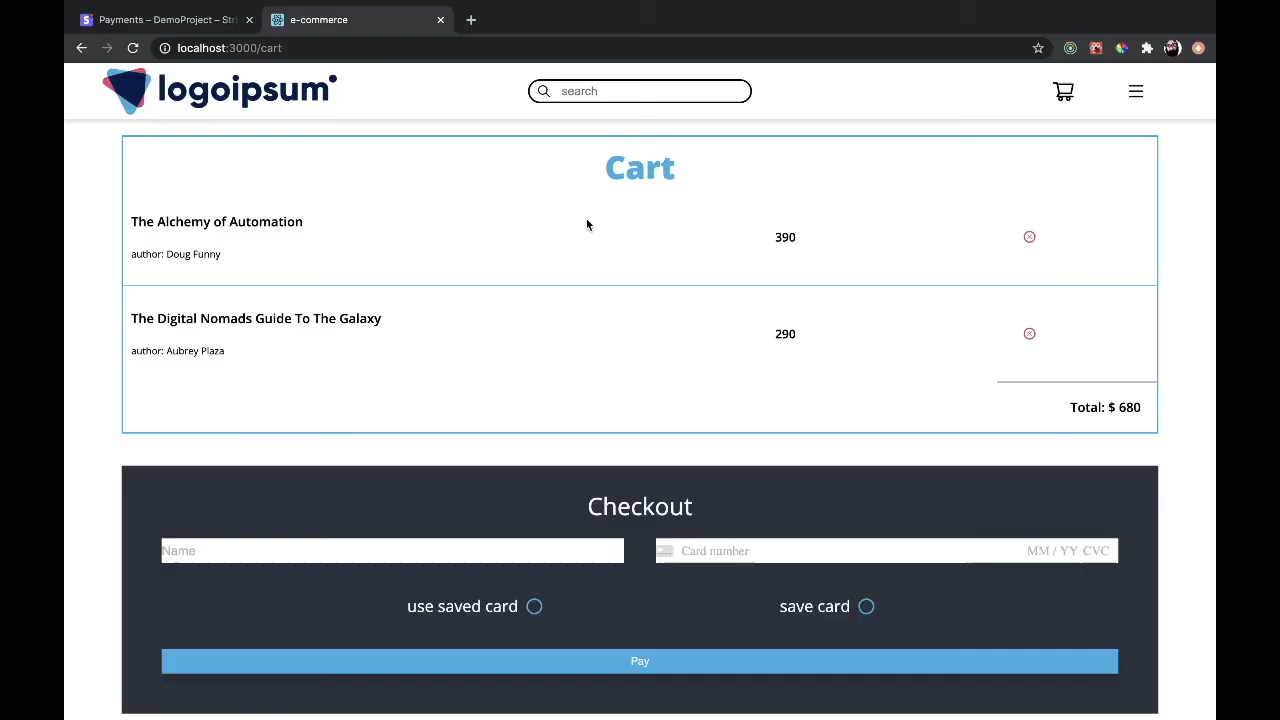 Payments – DemoProject – Stri
e-commerce
localhost:3000/cart
logoipsum
search
Cart
The Alchemy of Automation
390
author: Doug Funny
The Digital Nomads Guide To The Galaxy
290
author: Aubrey Plaza
Total: $ 680
Checkout
Name
Card number MM / YY CVC
use saved card
save card
Pay